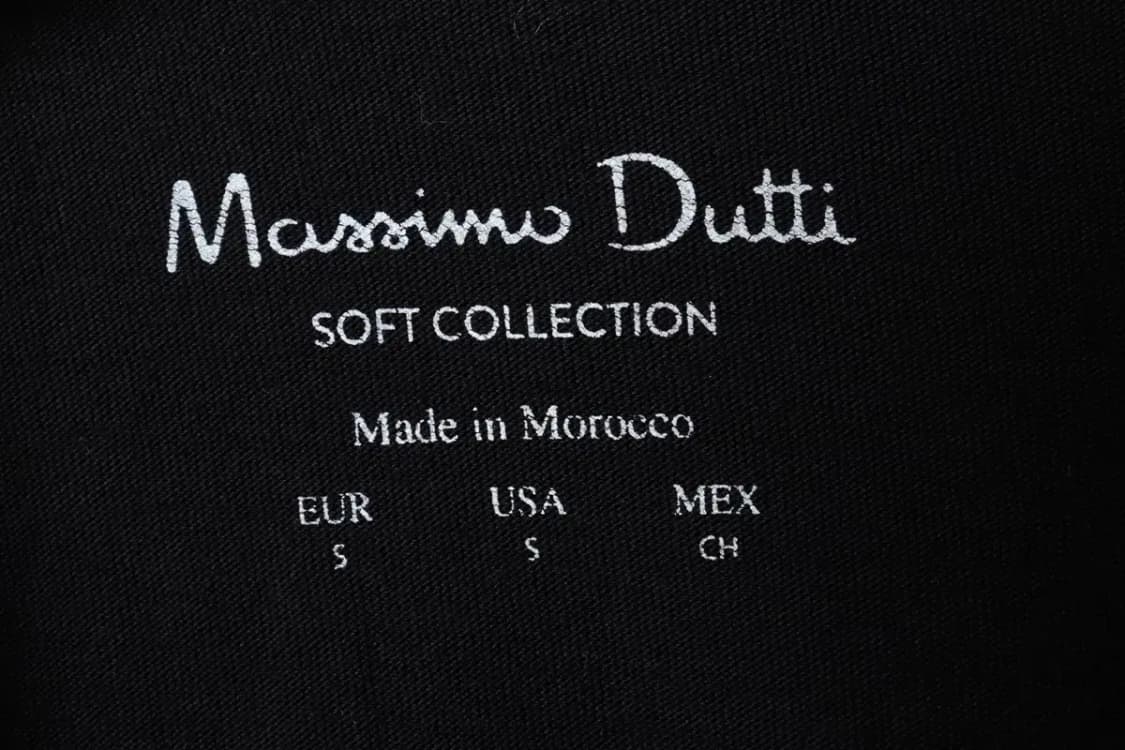 Massimo Dutti
SOFT COLLECTION
Made in Morocco
EUR USA MEX
S S CH